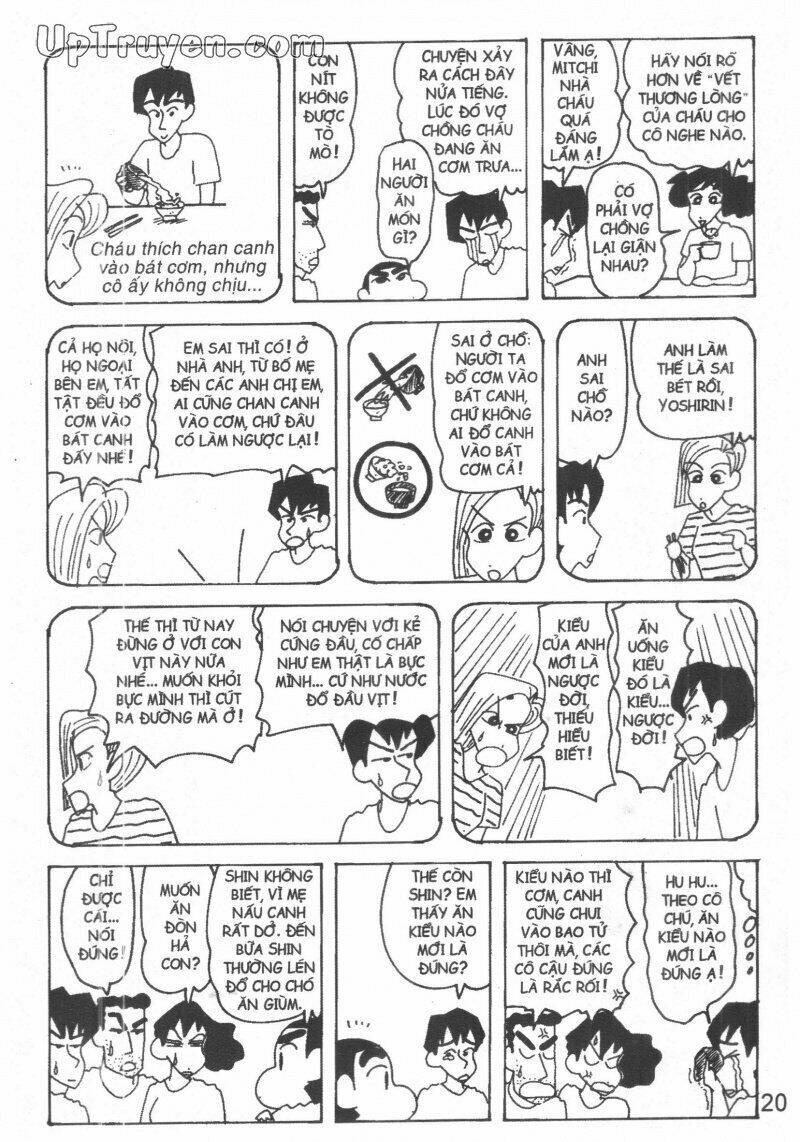 UpTruyen.com
HÃY NÓI RÕ
HƠN VỀ "VẾT
THƯƠNG LÒNG"
CỦA CHÁU CHO
CÔ NGHE NÀO.
CÓ
PHẢI VỢ
CHỒNG
LẠI GIẬN
NHAU?
VÂNG,
MITCHI
NHÀ
CHÁU
QUÁ
ĐÁNG
LẮM Ạ!
CHUYỆN XẢY
RA CÁCH ĐÂY
NỬA TIẾNG.
LÚC ĐÓ VỢ
CHỒNG CHÁU
ĐANG ĂN
CƠM TRƯA...
HAI
NGƯỜI
ĂN
MÓN
GÌ?
CON
NÍT
KHÔNG
ĐƯỢC
TÒ
MÒ!
Cháu thích chan canh
vào bát cơm, nhưng
cô ấy không chịu...
ANH LÀM
THẾ LÀ SAI
BÉT RỒI,
YOSHIRIN!
ANH
SAI
CHỖ
NÀO?
SAI Ở CHỖ:
NGƯỜI TA
ĐỔ CƠM VÀO
BÁT CANH,
CHỨ KHÔNG
AI ĐỔ CANH
VÀO BÁT
CƠM CẢ!
EM SAI THÌ CÓ! Ở
NHÀ ANH, TỪ BỐ MẸ
ĐẾN CÁC ANH CHỊ EM,
AI CŨNG CHAN CANH
VÀO CƠM, CHỨ ĐÂU
CÓ LÀM NGƯỢC LẠI!
CẢ HỌ NỘI,
HỌ NGOẠI
BÊN EM, TẤT
TẬT ĐỀU ĐỔ
CƠM VÀO
BÁT CANH
ĐẤY NHÉ!
ĂN
UỐNG
KIỂU
ĐÓ LÀ
KIỂU...
NGƯỢC
ĐỜI!
KIỂU
CỦA ANH
MỚI LÀ
NGƯỢC
ĐỜI,
THIẾU
HIỂU
BIẾT!
NÓI CHUYỆN VỚI KẺ
CỨNG ĐẦU, CỐ CHẤP
NHƯ EM THẬT LÀ BỰC
MÌNH... CỨ NHƯ NƯỚC
ĐỔ ĐẦU VỊT!
THẾ THÌ TỪ NAY
ĐỪNG Ở VỚI CON
VỊT NÀY NỮA
NHÉ... MUỐN KHỎI
BỰC MÌNH THÌ CÚT
RA ĐƯỜNG MÀ Ở!
HU HU...
THEO CÔ
CHÚ, ĂN
KIỂU NÀO
MỚI LÀ
ĐÚNG Ạ!
KIỂU NÀO THÌ
CƠM, CANH
CŨNG CHUI
VÀO BAO TỬ
THÔI MÀ, CÁC
CÔ CẬU ĐÚNG
LÀ RẮC RỐI!
THẾ CÒN
SHIN? EM
THẤY ĂN
KIỂU NÀO
MỚI LÀ
ĐÚNG?
SHIN KHÔNG
BIẾT, VÌ MẸ
NẤU CANH
RẤT DỞ. ĐẾN
BỮA SHIN
THƯỜNG LÉN
ĐỔ CHO CHÓ
ĂN GIÙM.
MUỐN
ĂN
ĐÒN
HẢ
CON?
CHỈ
ĐƯỢC
CÁI...
NÓI
ĐÚNG!
20